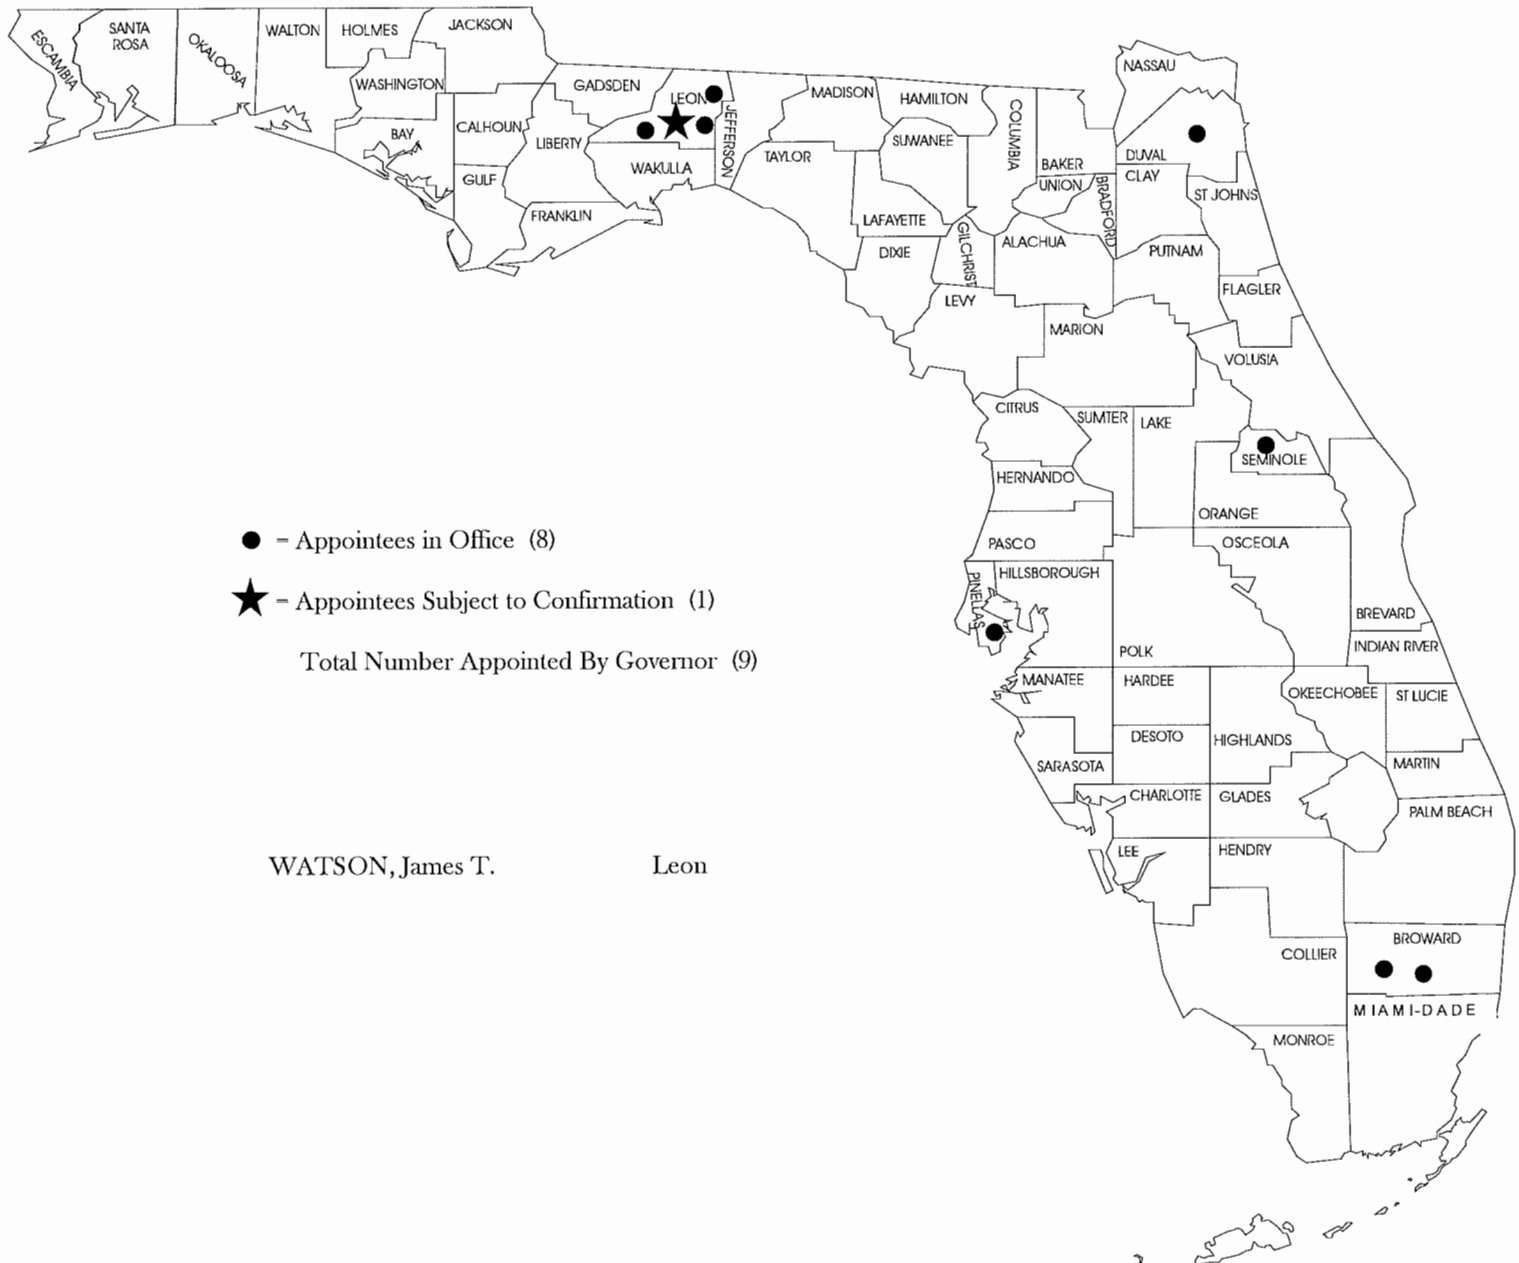 ESCAMBIA
SANTA
ROSA
OKALOOSA
WALTON
HOLMES
JACKSON
WASHINGTON
BAY
CALHOUN
GULF
GADSDEN
LIBERTY
FRANKLIN
LEON
WAKULLA
JEFFERSON
MADISON
TAYLOR
HAMILTON
SUWANEE
LAFAYETTE
DIXIE
COLUMBIA
GILCHRIST
LEVY
BAKER
UNION
BRADFORD
ALACHUA
NASSAU
DUVAL
CLAY
ST JOHNS
PUTNAM
FLAGLER
MARION
VOLUSIA
CITRUS
SUMTER
LAKE
SEMINOLE
HERNANDO
ORANGE
PASCO
OSCEOLA
PINELLAS
HILLSBOROUGH
POLK
BREVARD
INDIAN RIVER
MANATEE
HARDEE
OKEECHOBEE
ST LUCIE
DESOTO
HIGHLANDS
SARASOTA
MARTIN
CHARLOTTE
GLADES
PALM BEACH
LEE
HENDRY
COLLIER
BROWARD
MIAMI-DADE
MONROE
= Appointees in Office (8)
= Appointees Subject to Confirmation (1)
Total Number Appointed By Governor (9)
WATSON, James T. Leon